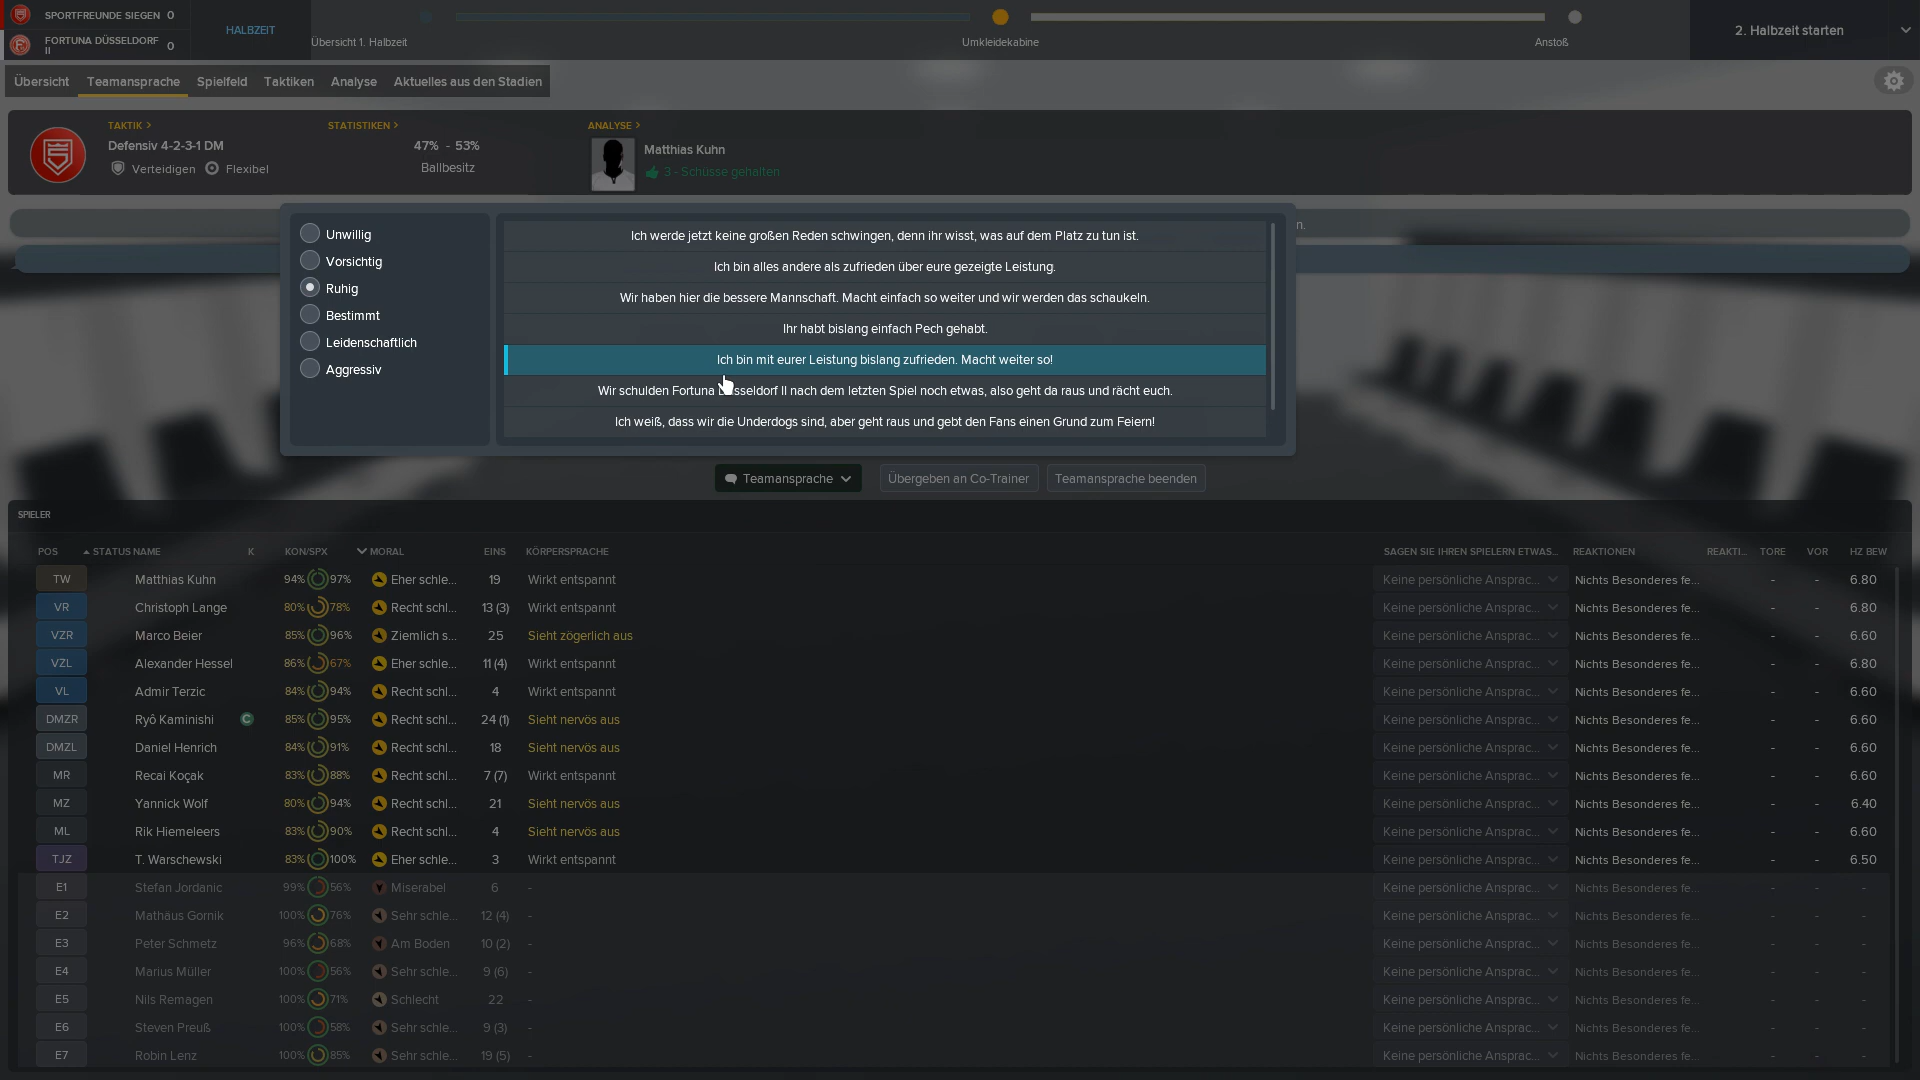 SPORTFREUNDE SIEGEN 0
FORTUNA DÜSSELDORF II 0
HALBZEIT
Übersicht 1. Halbzeit
Umkleidekabine
Anstoß
2. Halbzeit starten
Übersicht Teamansprache Spielfeld Taktiken Analyse Aktuelles aus den Stadien
TAKTIK > STATISTIKEN > ANALYSE >
Defensiv 4-2-3-1 DM 47% - 53% Matthias Kuhn
Verteidigen Flexibel Ballbesitz 3 - Schüsse gehalten
n.
Unwillig
Vorsichtig
Ruhig
Bestimmt
Leidenschaftlich
Aggressiv
Ich werde jetzt keine großen Reden schwingen, denn ihr wisst, was auf dem Platz zu tun ist.
Ich bin alles andere als zufrieden über eure gezeigte Leistung.
Wir haben hier die bessere Mannschaft. Macht einfach so weiter und wir werden das schaukeln.
Ihr habt bislang einfach Pech gehabt.
Ich bin mit eurer Leistung bislang zufrieden. Macht weiter so!
Wir schulden Fortuna Düsseldorf II nach dem letzten Spiel noch etwas, also geht da raus und rächt euch.
Ich weiß, dass wir die Underdogs sind, aber geht raus und gebt den Fans einen Grund zum Feiern!
Teamansprache Übergeben an Co-Trainer Teamansprache beenden
SPIELER
POS STATUS NAME K KON/SPX MORAL EINS KÖRPERSPRACHE SAGEN SIE IHREN SPIELERN ETWAS... REAKTIONEN REAKTI... TORE VOR HZ BEW
TW Matthias Kuhn 94% 97% Eher schle... 19 Wirkt entspannt Keine persönliche Ansprac... Nichts Besonderes fe... - - 6.80
VR Christoph Lange 80% 78% Recht schl... 13 (3) Wirkt entspannt Keine persönliche Ansprac... Nichts Besonderes fe... - - 6.80
VZR Marco Beier 85% 96% Ziemlich s... 25 Sieht zögerlich aus Keine persönliche Ansprac... Nichts Besonderes fe... - - 6.60
VZL Alexander Hessel 86% 67% Eher schle... 11 (4) Wirkt entspannt Keine persönliche Ansprac... Nichts Besonderes fe... - - 6.80
VL Admir Terzic 84% 94% Recht schl... 4 Wirkt entspannt Keine persönliche Ansprac... Nichts Besonderes fe... - - 6.60
DMZR Ryô Kaminishi C 85% 95% Recht schl... 24 (1) Sieht nervös aus Keine persönliche Ansprac... Nichts Besonderes fe... - - 6.60
DMZL Daniel Henrich 84% 91% Recht schl... 18 Sieht nervös aus Keine persönliche Ansprac... Nichts Besonderes fe... - - 6.60
MR Recai Koçak 83% 88% Recht schl... 7 (7) Wirkt entspannt Keine persönliche Ansprac... Nichts Besonderes fe... - - 6.60
MZ Yannick Wolf 80% 94% Recht schl... 21 Sieht nervös aus Keine persönliche Ansprac... Nichts Besonderes fe... - - 6.40
ML Rik Hiemeleers 83% 90% Recht schl... 4 Sieht nervös aus Keine persönliche Ansprac... Nichts Besonderes fe... - - 6.60
TJZ T. Warschewski 83% 100% Eher schle... 3 Wirkt entspannt Keine persönliche Ansprac... Nichts Besonderes fe... - - 6.50
E1 Stefan Jordanic 99% 56% Miserabel 6 - Keine persönliche Ansprac... Nichts Besonderes fe... - - -
E2 Mathäus Gornik 100% 76% Sehr schle... 12 (4) - Keine persönliche Ansprac... Nichts Besonderes fe... - - -
E3 Peter Schmetz 96% 68% Am Boden 10 (2) - Keine persönliche Ansprac... Nichts Besonderes fe... - - -
E4 Marius Müller 100% 56% Sehr schle... 9 (6) - Keine persönliche Ansprac... Nichts Besonderes fe... - - -
E5 Nils Remagen 100% 71% Schlecht 22 - Keine persönliche Ansprac... Nichts Besonderes fe... - - -
E6 Steven Preuß 100% 58% Sehr schle... 9 (3) - Keine persönliche Ansprac... Nichts Besonderes fe... - - -
E7 Robin Lenz 100% 85% Sehr schle... 19 (5) - Keine persönliche Ansprac... Nichts Besonderes fe... - - -